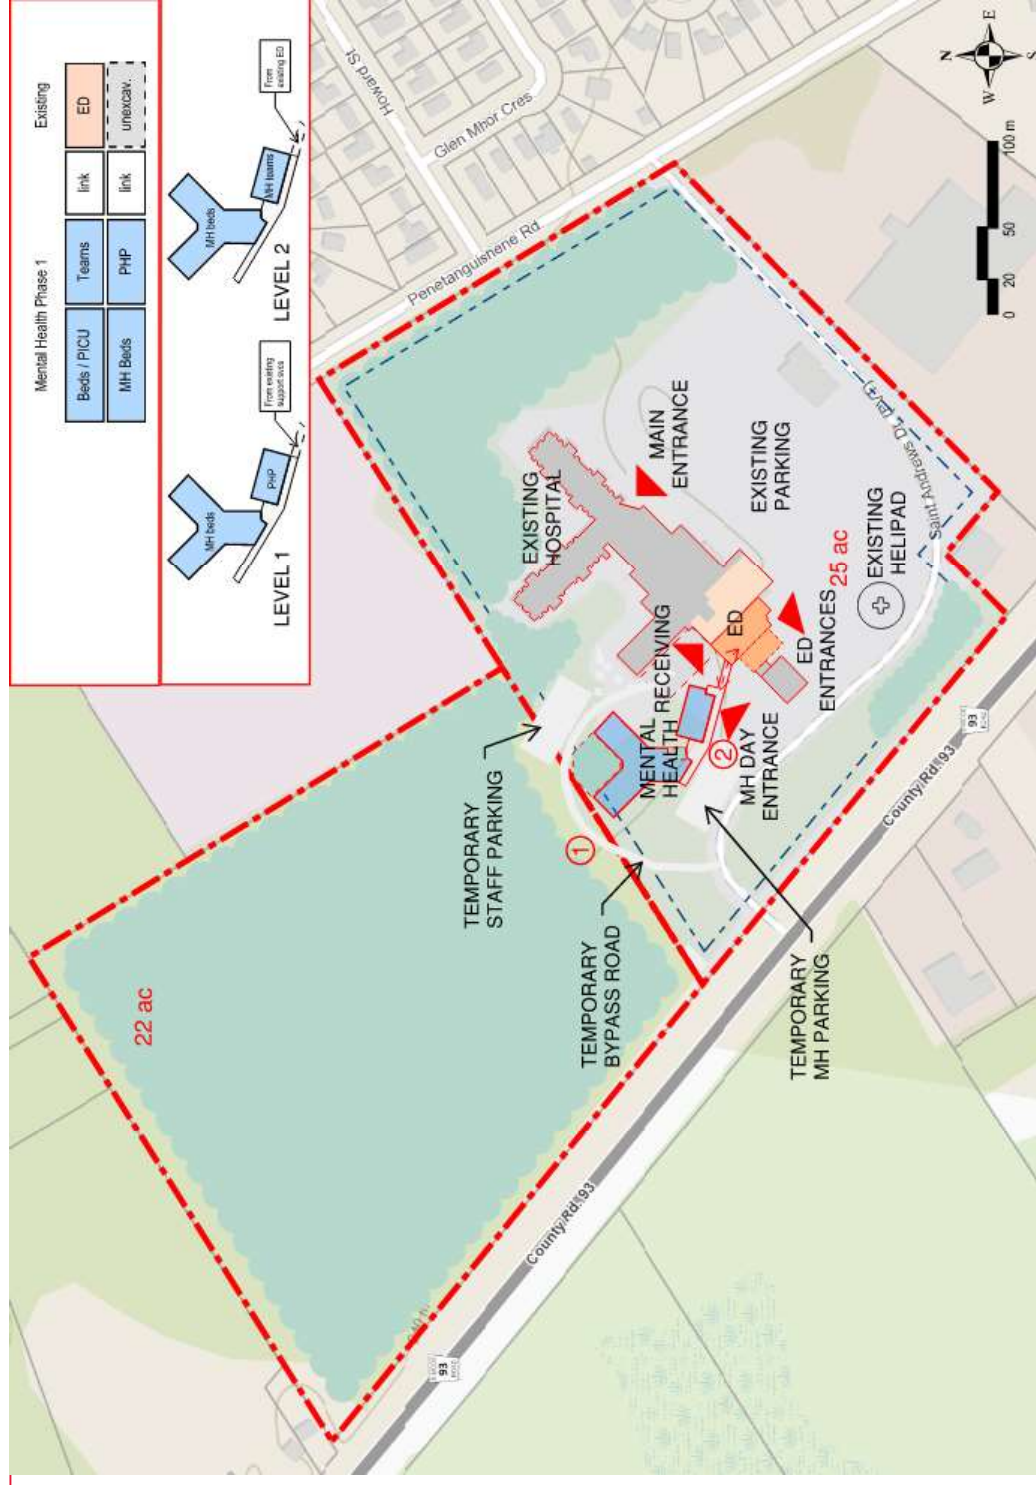 Mental Health Phase 1
Existing
Beds / PICU
Teams
link
ED
MH Beds
PHP
link
unexcav.
MH beds
PHP
From existing
support svcs
LEVEL 1
MH beds
MH teams
From
existing ED
LEVEL 2
Howard St
Glen Mhor Cres
Penetanguishene Rd
N
E
S
W
0
20
50
100 m
22 ac
TEMPORARY
STAFF PARKING
EXISTING
HOSPITAL
MAIN
ENTRANCE
EXISTING
PARKING
1
TEMPORARY
BYPASS ROAD
MENTAL
HEALTH
RECEIVING
ED
2
MH DAY
ENTRANCE
ED
ENTRANCES
25 ac
EXISTING
HELIPAD
Saint Andrews Dr (PVT)
TEMPORARY
MH PARKING
County Rd. 93
93
County Rd. 93
93